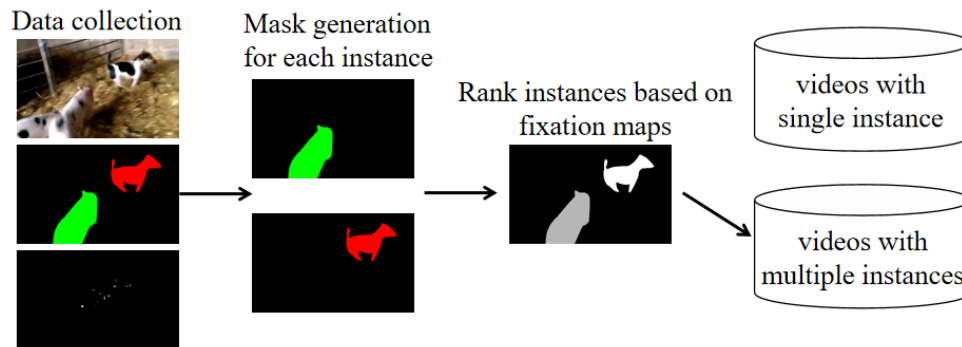 Data collection
Mask generation
for each instance
Rank instances based on
fixation maps
videos with
single instance
videos with
multiple instances